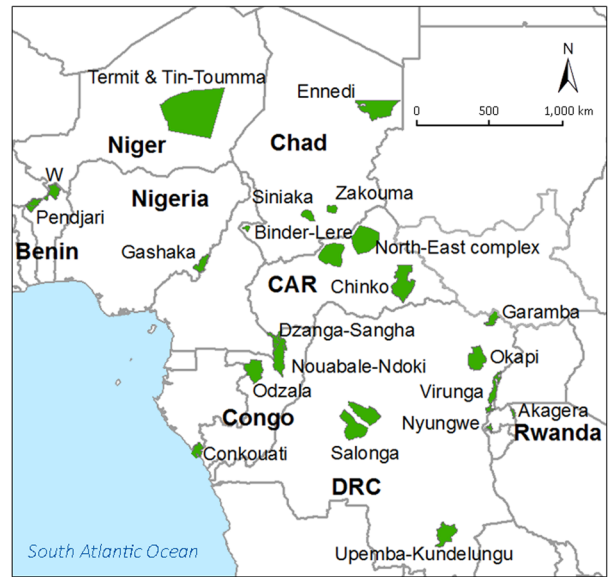 N
0 500 1,000 km
Termit & Tin-Toumma
Ennedi
Niger
Chad
W
Nigeria
Siniaka
Zakouma
Pendjari
Binder-Lere
North-East complex
Benin
Gashaka
CAR
Chinko
Garamba
Dzanga-Sangha
Okapi
Nouabale-Ndoki
Virunga
Odzala
Akagera
Congo
Nyungwe
Rwanda
Conkouati
Salonga
DRC
South Atlantic Ocean
Upemba-Kundelungu